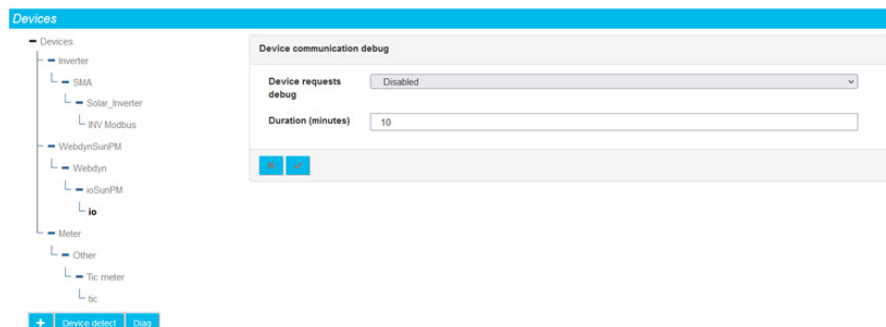 Devices
Devices
Inverter
SMA
Solar_Inverter
INV Modbus
WebdynSunPM
Webdyn
ioSunPM
io
Meter
Other
Tic meter
tic
+ Device detect Diag
Device communication debug
Device requests debug
Disabled
Duration (minutes)
10